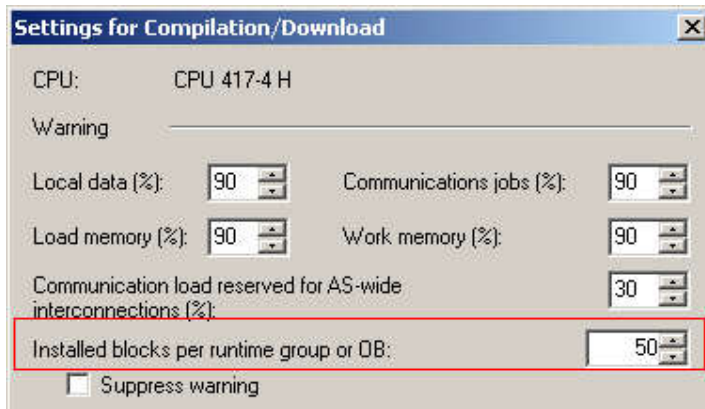 Settings for Compilation/Download
CPU: CPU 417-4 H
Warning
Local data (%): 90 Communications jobs (%): 90
Load memory (%): 90 Work memory (%): 90
Communication load reserved for AS-wide
interconnections (%): 30
Installed blocks per runtime group or OB: 50
Suppress warning